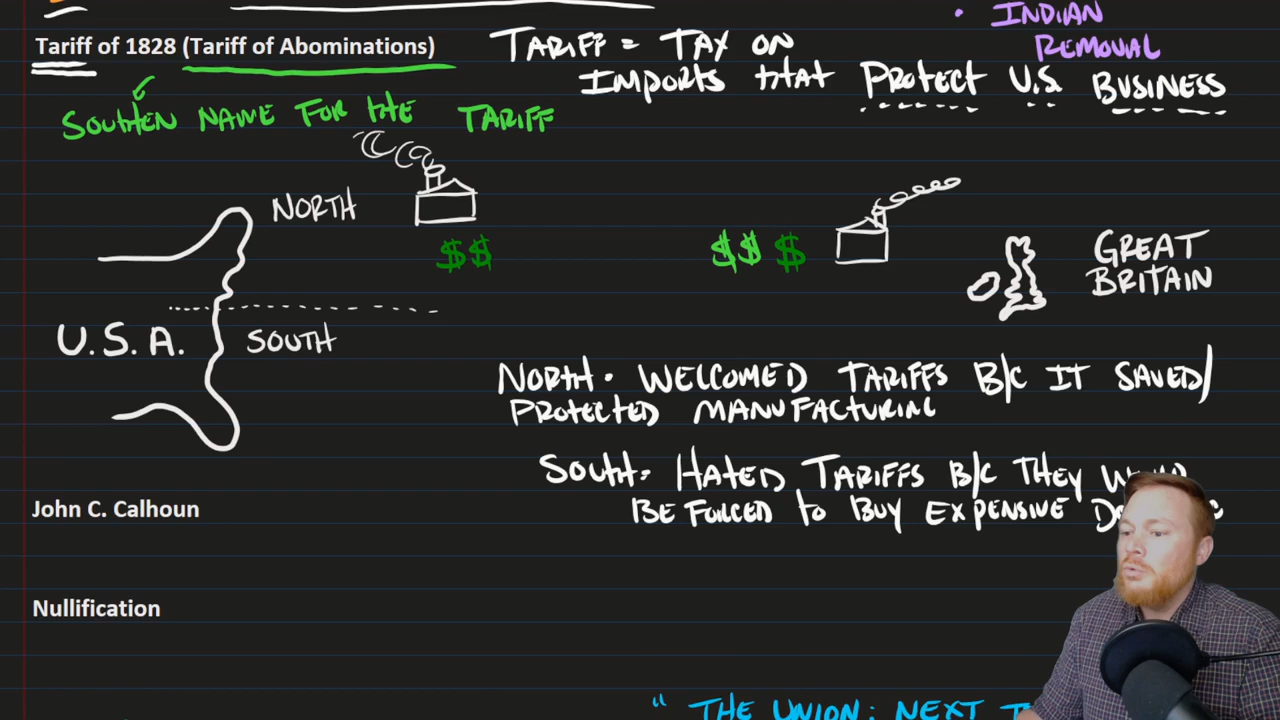 • INDIAN
REMOVAL
Tariff of 1828 (Tariff of Abominations)
TARIFF = TAX ON
IMPORTS THAT PROTECT U.S. BUSINESS
SOUTHEN NAME FOR THE TARIFF
NORTH
$$
$$$
GREAT
BRITAIN
U.S.A.
SOUTH
NORTH. WELCOMED TARIFFS B/C IT SAVED/
PROTECTED MANUFACTURING
SOUTH. HATED TARIFFS B/C THEY
BE FORCED to BUY EXPENSIVE
John C. Calhoun
Nullification
"THE UNION: NEXT